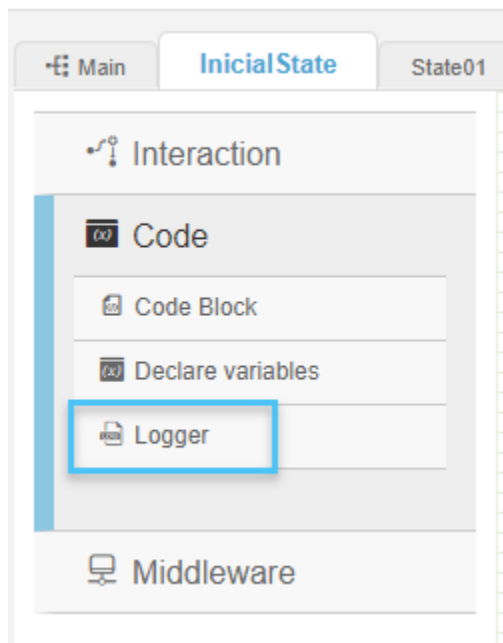 Main InicialState State01
Interaction
(x) Code
Code Block
(x) Declare variables
Logger
Middleware